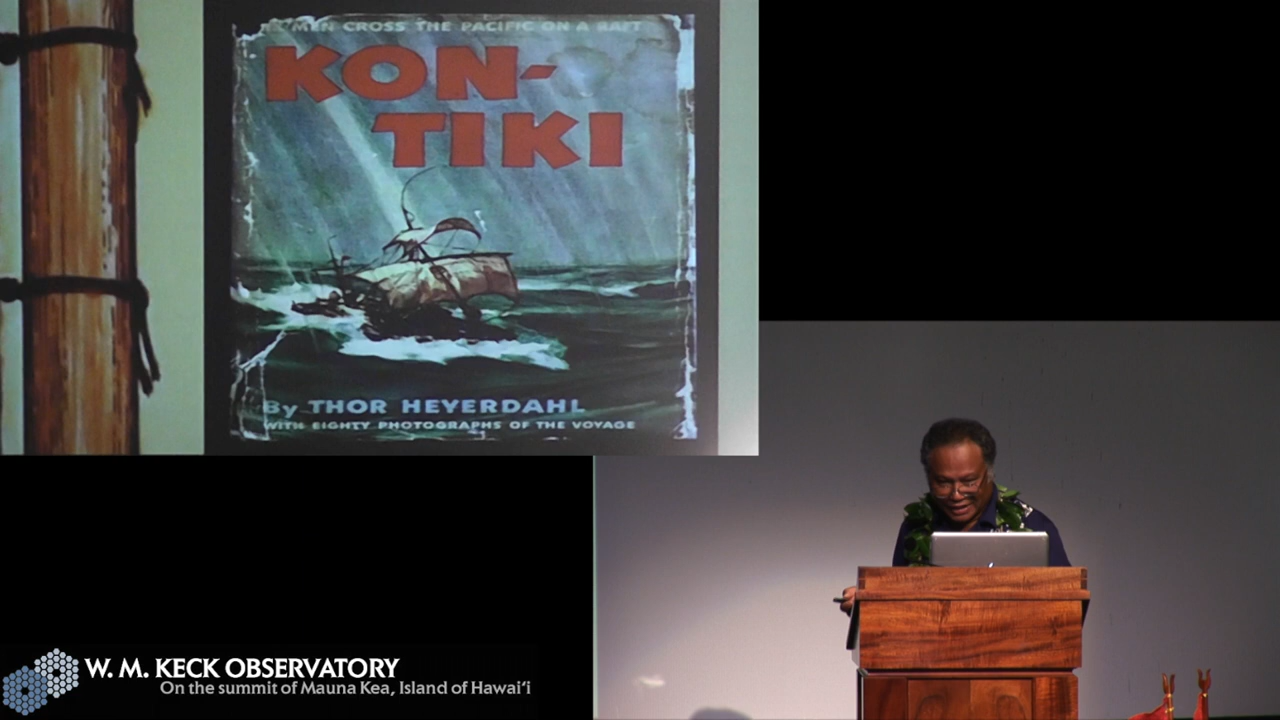 MEN CROSS THE PACIFIC ON A RAFT
KON-
TIKI
By THOR HEYERDAHL
WITH EIGHTY PHOTOGRAPHS OF THE VOYAGE
W. M. KECK OBSERVATORY
On the summit of Mauna Kea, Island of Hawai‘i